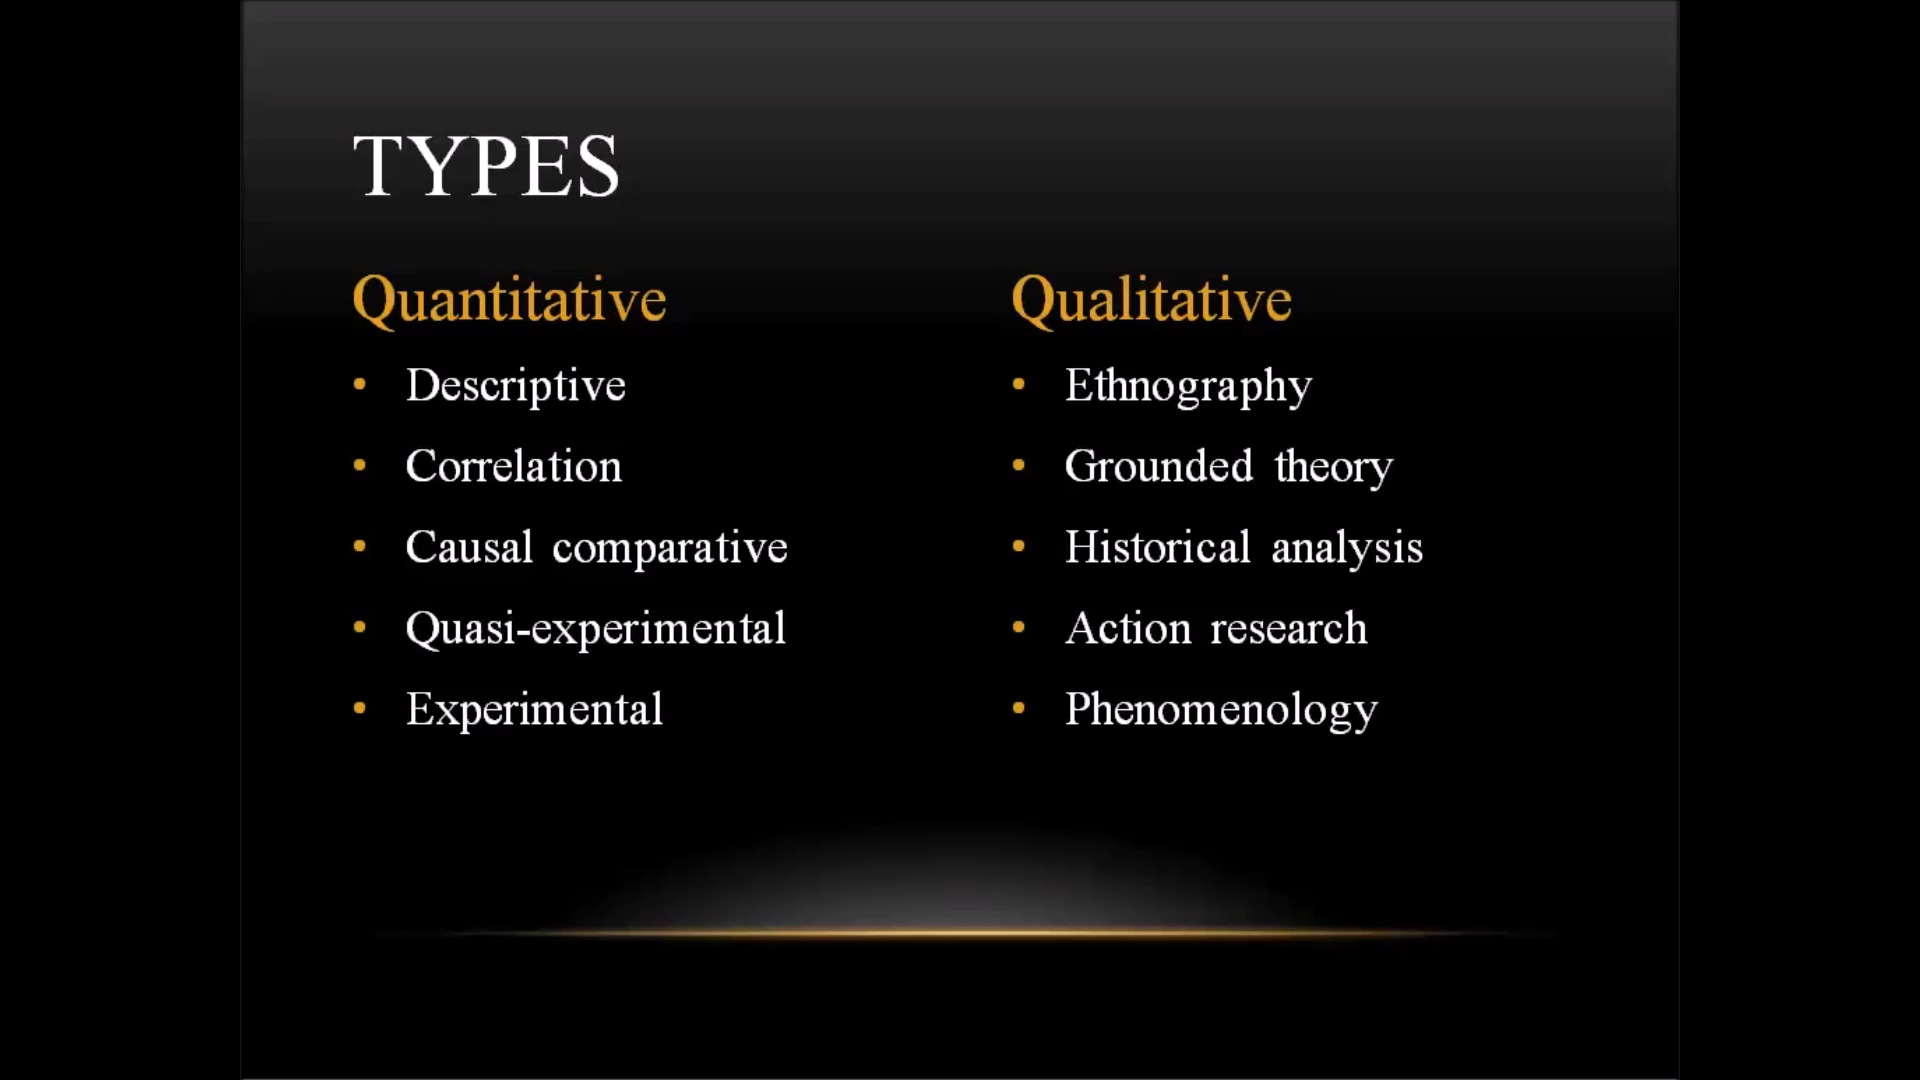 TYPES
Quantitative
• Descriptive
• Correlation
• Causal comparative
• Quasi-experimental
• Experimental
Qualitative
• Ethnography
• Grounded theory
• Historical analysis
• Action research
• Phenomenology